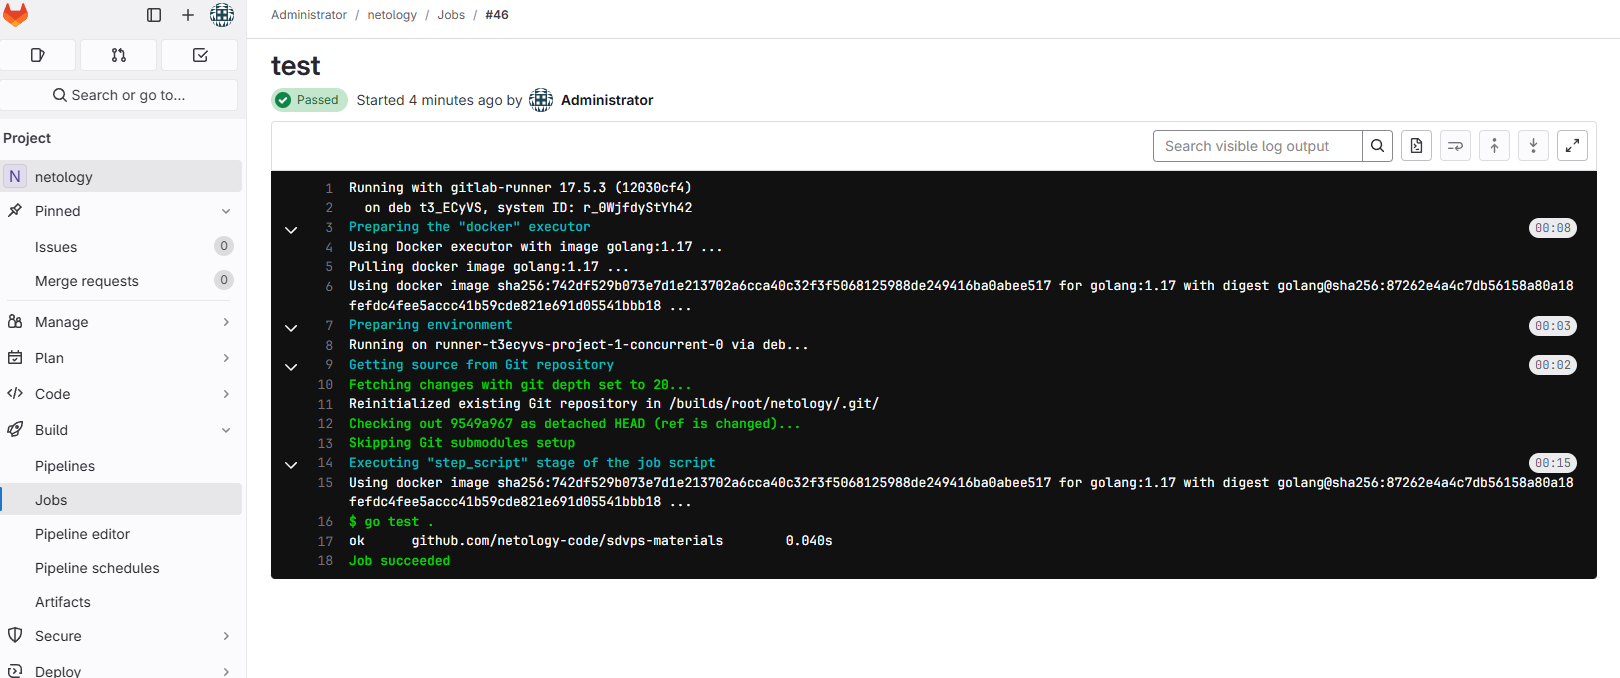 Administrator / netology / Jobs / #46
Search or go to...
Project
N netology
Pinned
Issues 0
Merge requests 0
Manage
Plan
Code
Build
Pipelines
Jobs
Pipeline editor
Pipeline schedules
Artifacts
Secure
Deploy
test
Passed Started 4 minutes ago by Administrator
Search visible log output
1 Running with gitlab-runner 17.5.3 (12030cf4)
2 on deb t3_ECyVS, system ID: r_0WjfdyStYh42
3 Preparing the "docker" executor 00:08
4 Using Docker executor with image golang:1.17 ...
5 Pulling docker image golang:1.17 ...
6 Using docker image sha256:742df529b073e7d1e213702a6cca40c32f3f5068125988de249416ba0abee517 for golang:1.17 with digest golang@sha256:87262e4a4c7db56158a80a18
fefdc4fee5accc41b59cde821e691d05541bbb18 ...
7 Preparing environment 00:03
8 Running on runner-t3ecyvs-project-1-concurrent-0 via deb...
9 Getting source from Git repository 00:02
10 Fetching changes with git depth set to 20...
11 Reinitialized existing Git repository in /builds/root/netology/.git/
12 Checking out 9549a967 as detached HEAD (ref is changed)...
13 Skipping Git submodules setup
14 Executing "step_script" stage of the job script 00:15
15 Using docker image sha256:742df529b073e7d1e213702a6cca40c32f3f5068125988de249416ba0abee517 for golang:1.17 with digest golang@sha256:87262e4a4c7db56158a80a18
fefdc4fee5accc41b59cde821e691d05541bbb18 ...
16 $ go test .
17 ok github.com/netology-code/sdvps-materials 0.040s
18 Job succeeded